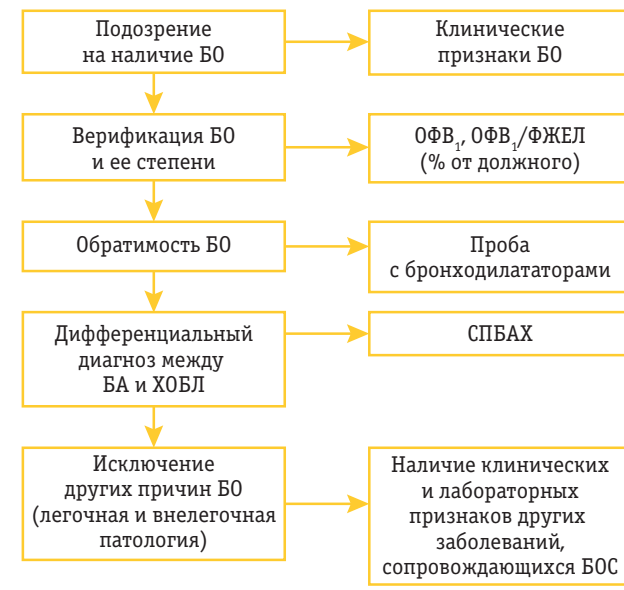 Подозрение
на наличие БО
Клинические
признаки БО
Верификация БО
и ее степени
ОФВ₁, ОФВ₁/ФЖЕЛ
(% от должного)
Обратимость БО
Проба
с бронходилататорами
Дифференциальный
диагноз между
БА и ХОБЛ
СПБАХ
Исключение
других причин БО
(легочная и внелегочная
патология)
Наличие клинических
и лабораторных
признаков других
заболеваний,
сопровождающихся БОС